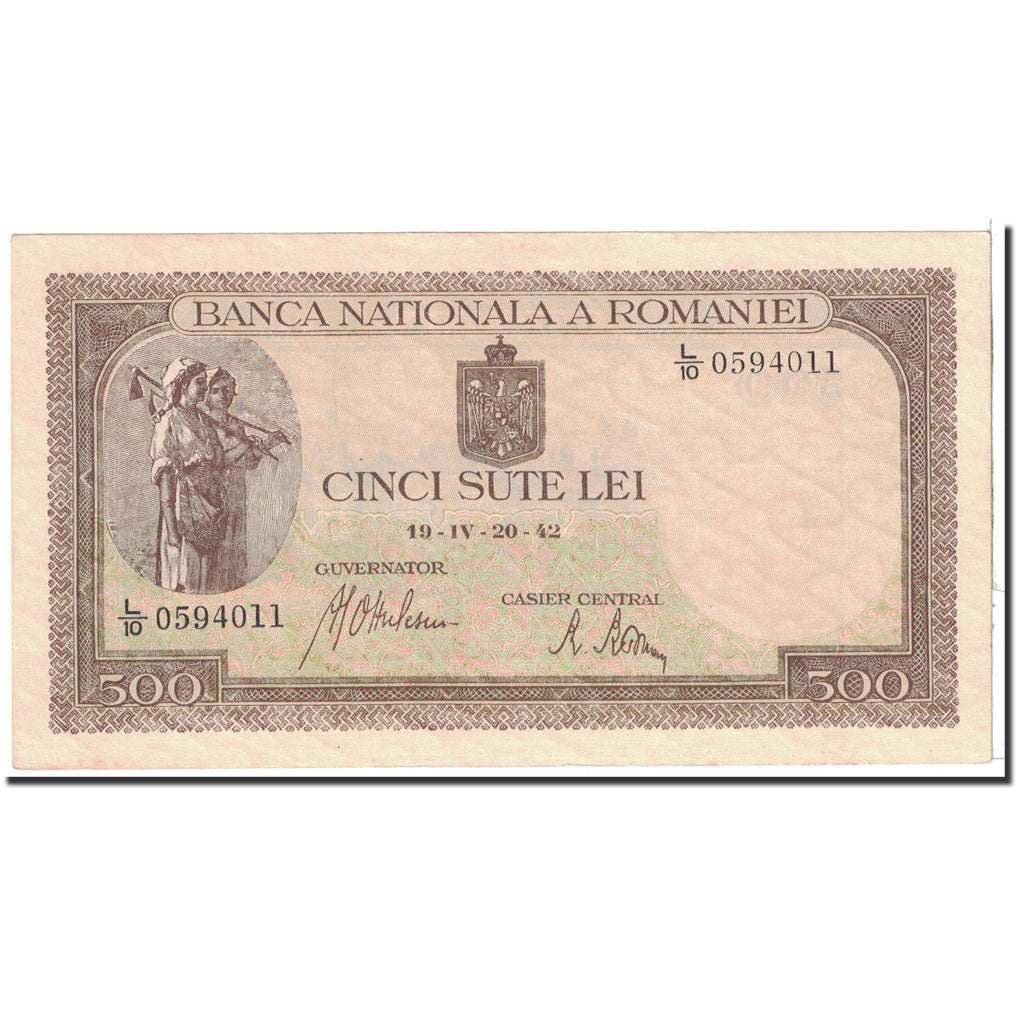 BANCA NATIONALA A ROMANIEI
L/10 0594011
CINCI SUTE LEI
19-IV-20-42
GUVERNATOR
CASIER CENTRAL
L/10 0594011
500
500